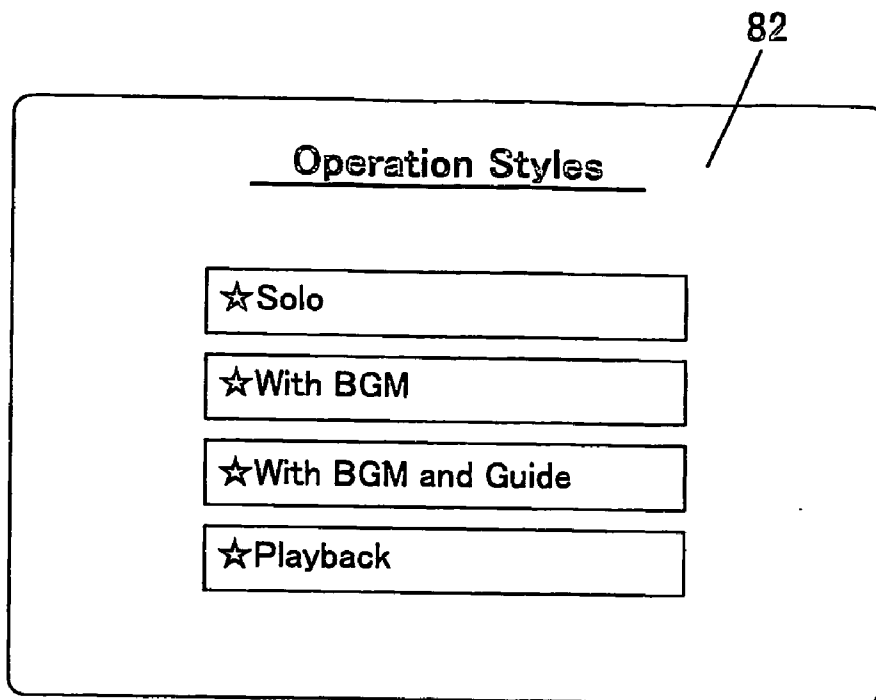 82
Operation Styles
☆Solo
☆With BGM
☆With BGM and Guide
☆Playback